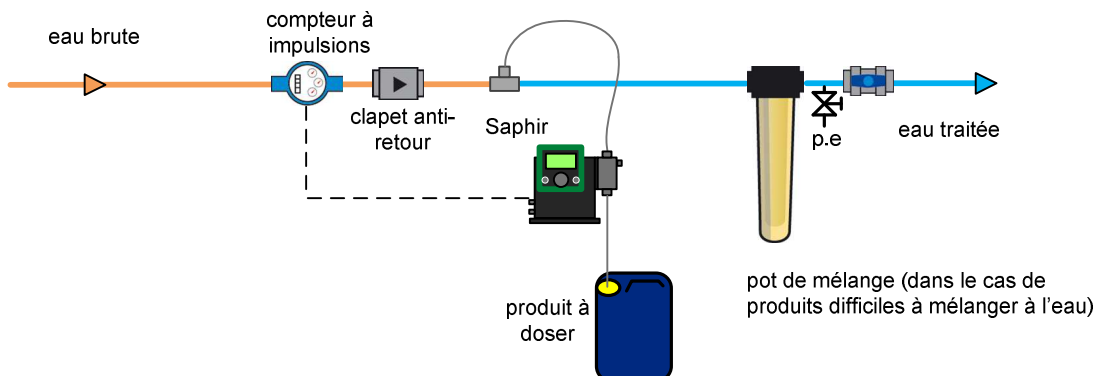 eau brute
compteur à
impulsions
clapet anti-
retour
Saphir
p.e
eau traitée
produit à
doser
pot de mélange (dans le cas de
produits difficiles à mélanger à l’eau)